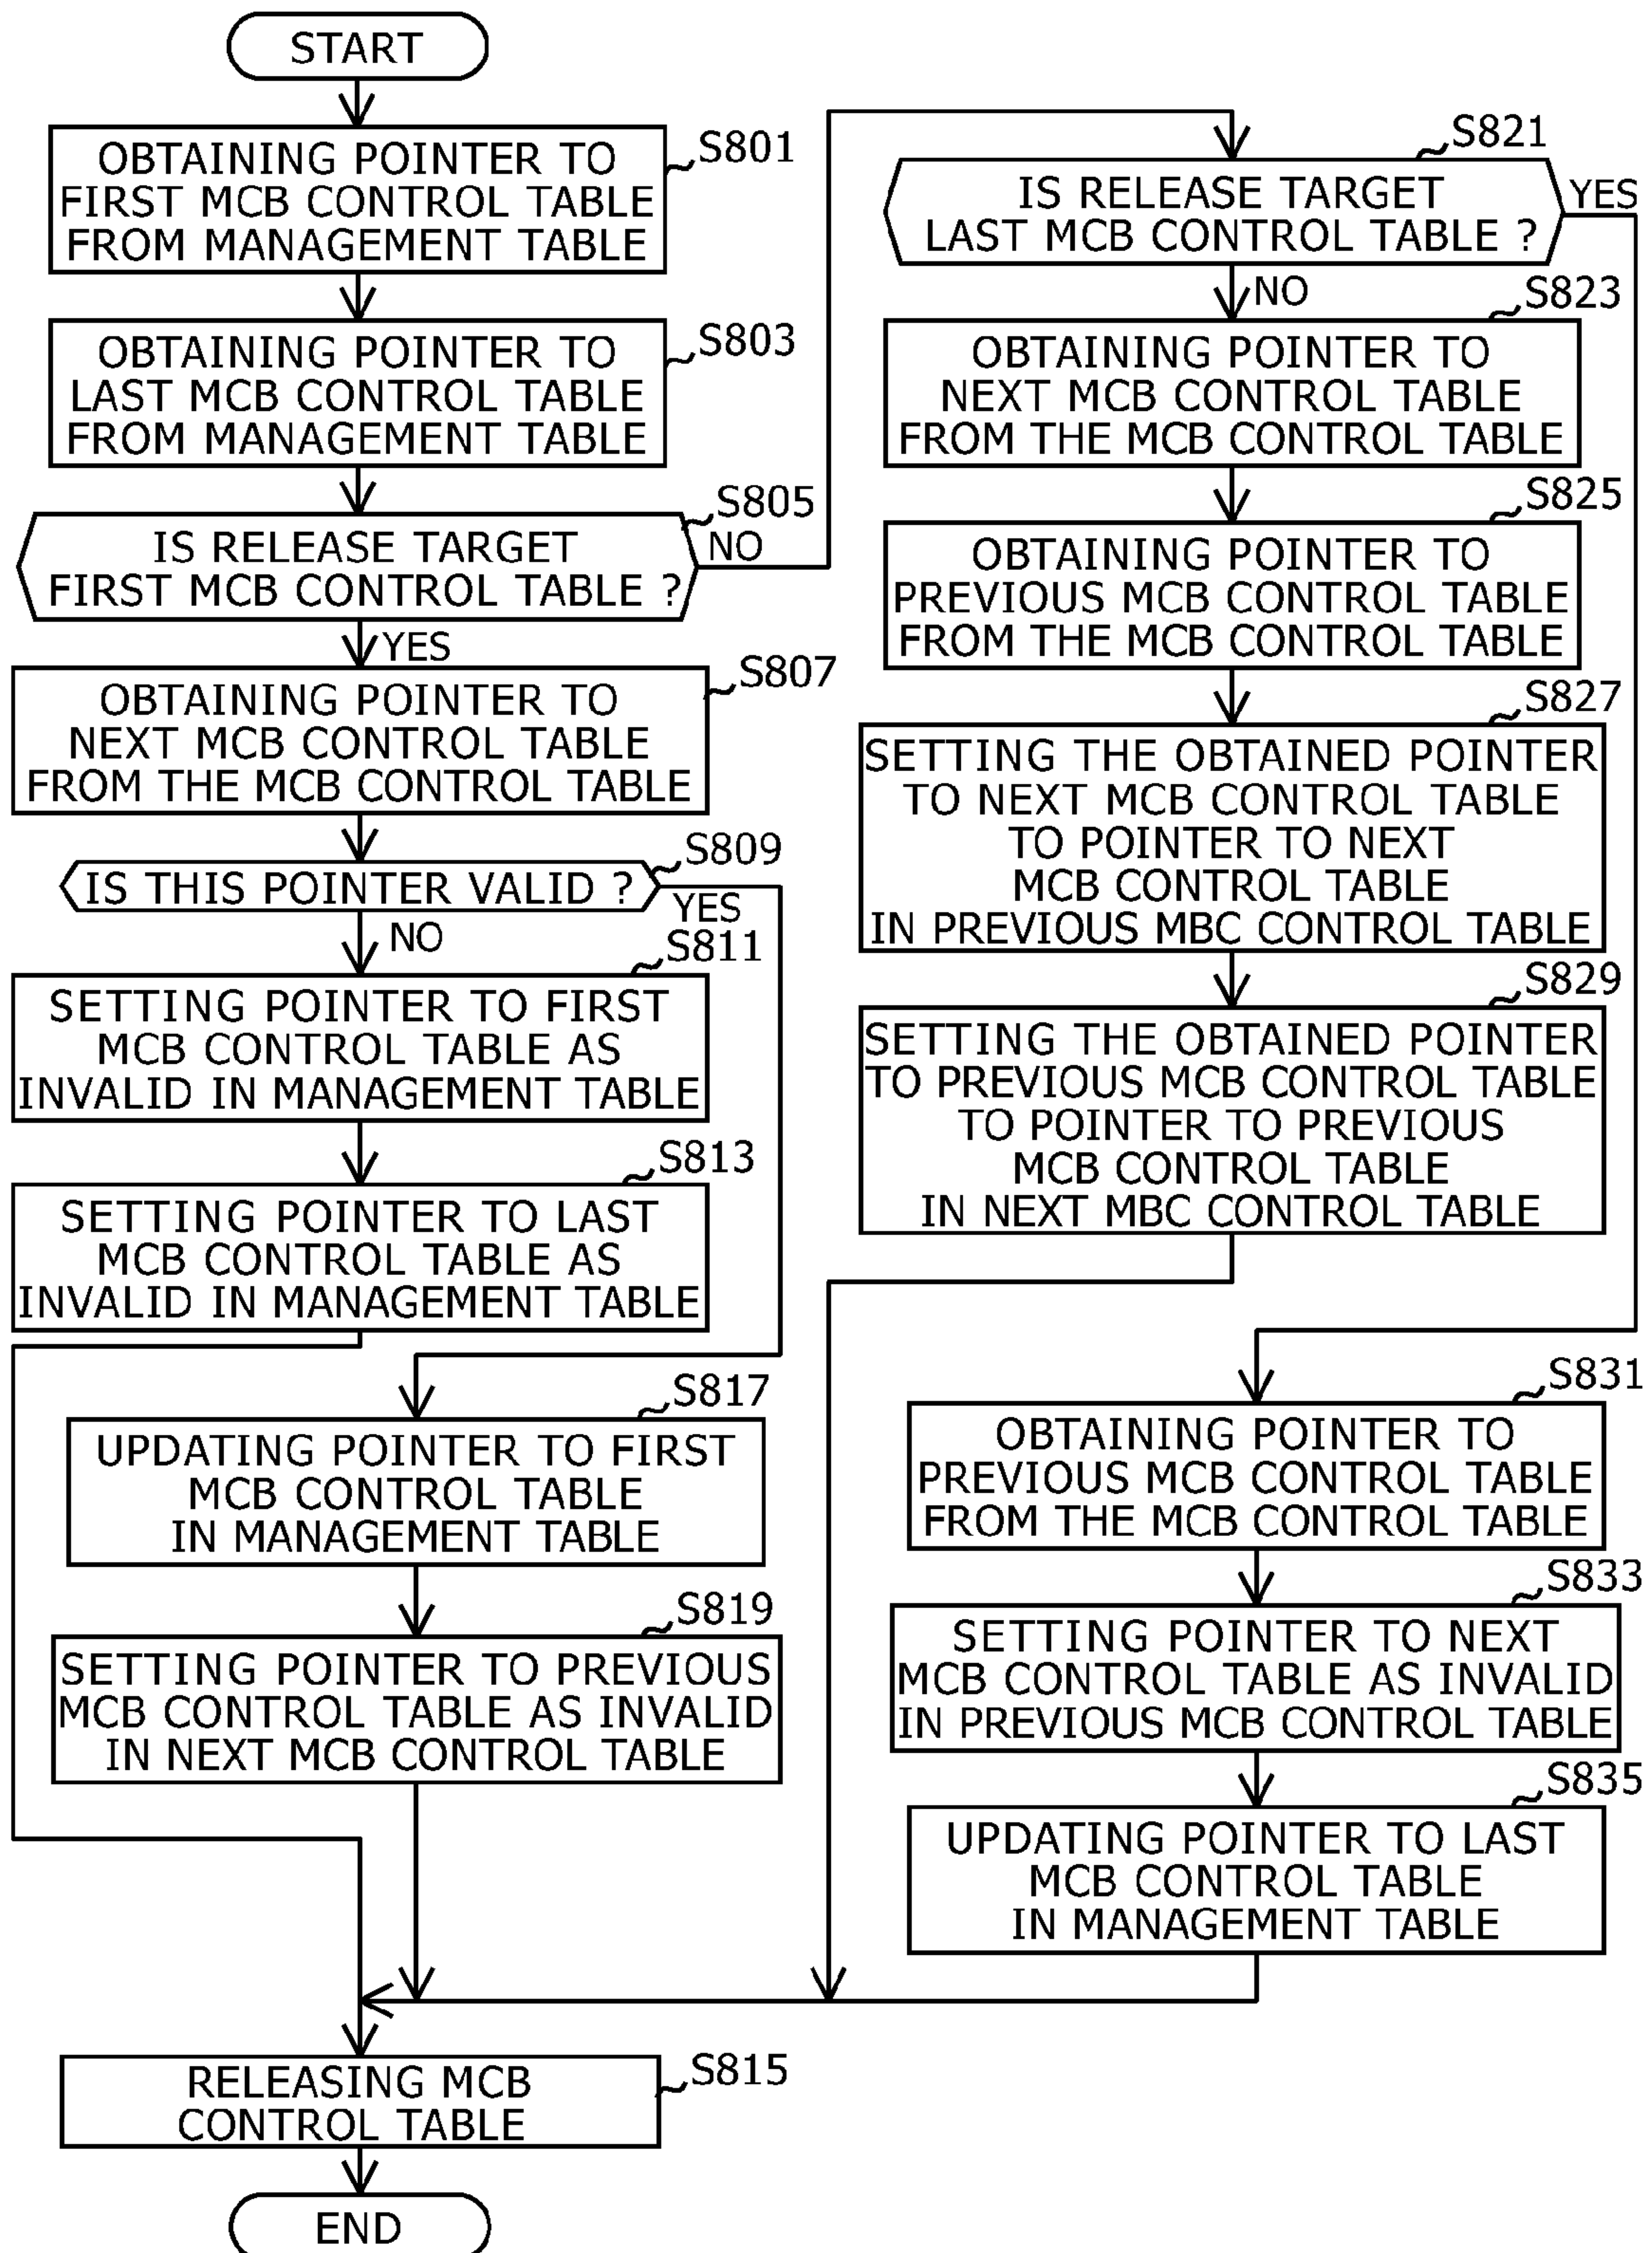 START
OBTAINING POINTER TO
FIRST MCB CONTROL TABLE
FROM MANAGEMENT TABLE
S801
OBTAINING POINTER TO
LAST MCB CONTROL TABLE
FROM MANAGEMENT TABLE
S803
IS RELEASE TARGET
FIRST MCB CONTROL TABLE ?
S805
NO
YES
OBTAINING POINTER TO
NEXT MCB CONTROL TABLE
FROM THE MCB CONTROL TABLE
S807
IS THIS POINTER VALID ?
S809
YES
NO
S811
SETTING POINTER TO FIRST
MCB CONTROL TABLE AS
INVALID IN MANAGEMENT TABLE
S813
SETTING POINTER TO LAST
MCB CONTROL TABLE AS
INVALID IN MANAGEMENT TABLE
S817
UPDATING POINTER TO FIRST
MCB CONTROL TABLE
IN MANAGEMENT TABLE
S819
SETTING POINTER TO PREVIOUS
MCB CONTROL TABLE AS INVALID
IN NEXT MCB CONTROL TABLE
S821
IS RELEASE TARGET
LAST MCB CONTROL TABLE ?
YES
NO
S823
OBTAINING POINTER TO
NEXT MCB CONTROL TABLE
FROM THE MCB CONTROL TABLE
S825
OBTAINING POINTER TO
PREVIOUS MCB CONTROL TABLE
FROM THE MCB CONTROL TABLE
S827
SETTING THE OBTAINED POINTER
TO NEXT MCB CONTROL TABLE
TO POINTER TO NEXT
MCB CONTROL TABLE
IN PREVIOUS MBC CONTROL TABLE
S829
SETTING THE OBTAINED POINTER
TO PREVIOUS MCB CONTROL TABLE
TO POINTER TO PREVIOUS
MCB CONTROL TABLE
IN NEXT MBC CONTROL TABLE
S831
OBTAINING POINTER TO
PREVIOUS MCB CONTROL TABLE
FROM THE MCB CONTROL TABLE
S833
SETTING POINTER TO NEXT
MCB CONTROL TABLE AS INVALID
IN PREVIOUS MCB CONTROL TABLE
S835
UPDATING POINTER TO LAST
MCB CONTROL TABLE
IN MANAGEMENT TABLE
RELEASING MCB
CONTROL TABLE
S815
END